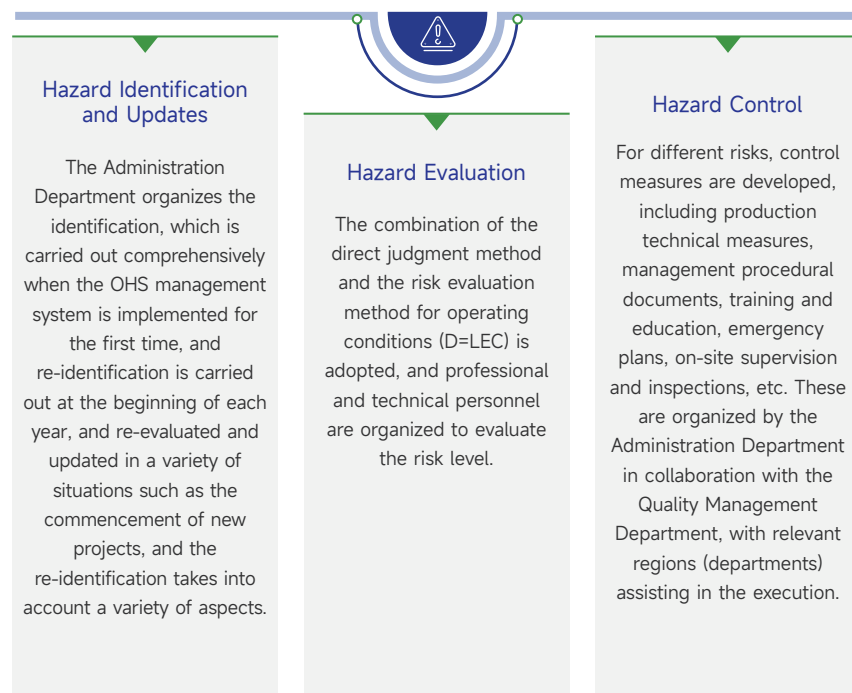 Hazard Identification
and Updates
The Administration
Department organizes the
identification, which is
carried out comprehensively
when the OHS management
system is implemented for
the first time, and
re-identification is carried
out at the beginning of each
year, and re-evaluated and
updated in a variety of
situations such as the
commencement of new
projects, and the
re-identification takes into
account a variety of aspects.
Hazard Evaluation
The combination of the
direct judgment method
and the risk evaluation
method for operating
conditions (D=LEC) is
adopted, and professional
and technical personnel
are organized to evaluate
the risk level.
Hazard Control
For different risks, control
measures are developed,
including production
technical measures,
management procedural
documents, training and
education, emergency
plans, on-site supervision
and inspections, etc. These
are organized by the
Administration Department
in collaboration with the
Quality Management
Department, with relevant
regions (departments)
assisting in the execution.